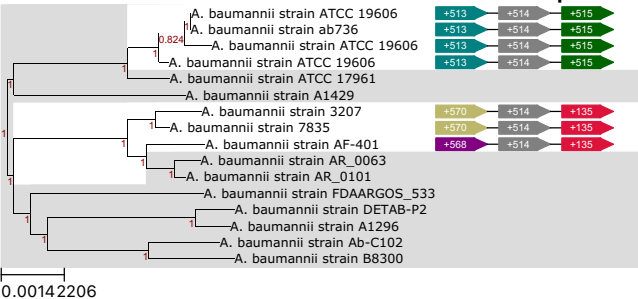 A. baumannii strain ATCC 19606 +513 +514 +515
A. baumannii strain ab736 +513 +514 +515
0.824 A. baumannii strain ATCC 19606 +513 +514 +515
1 A. baumannii strain ATCC 19606 +513 +514 +515
1 A. baumannii strain ATCC 17961
1 A. baumannii strain A1429
A. baumannii strain 3207 +570 +514 +135
1 A. baumannii strain 7835 +570 +514 +135
1 1 A. baumannii strain AF-401 +568 +514 +135
A. baumannii strain AR_0063
1 1 1 A. baumannii strain AR_0101
A. baumannii strain FDAARGOS_533
1 A. baumannii strain DETAB-P2
1 A. baumannii strain A1296
1 A. baumannii strain Ab-C102
1 A. baumannii strain B8300
0.00142206